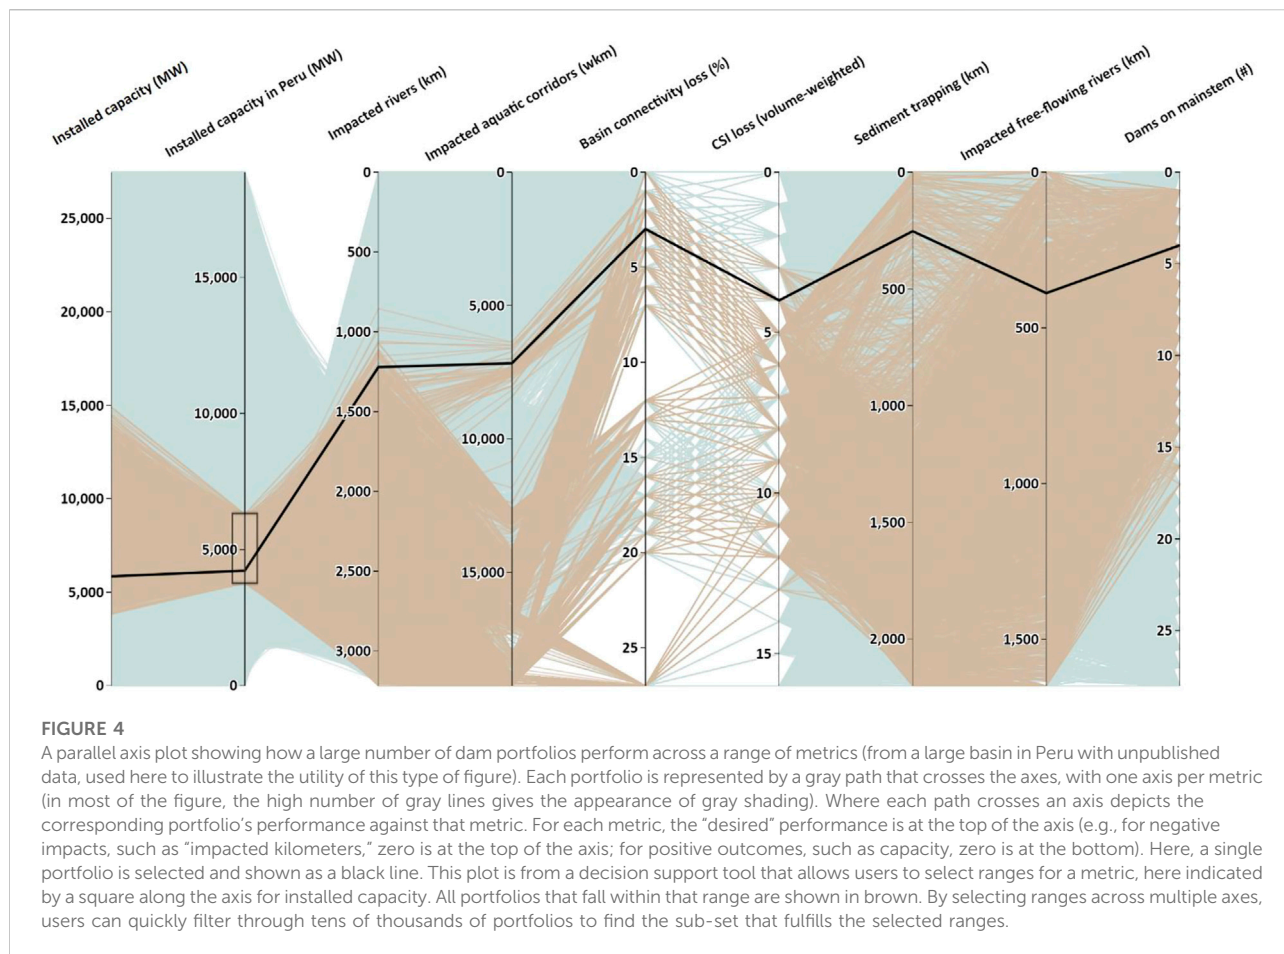 Installed capacity (MW)
Installed capacity in Peru (MW)
Impacted rivers (km)
Impacted aquatic corridors (wkm)
Basin connectivity loss (%)
CSI loss (volume-weighted)
Sediment trapping (km)
Impacted free-flowing rivers (km)
Dams on mainstem (#)
25,000
20,000
15,000
10,000
5,000
0
15,000
10,000
5,000
0
0
500
1,000
1,500
2,000
2,500
3,000
0
5,000
10,000
15,000
0
5
10
15
20
25
0
5
10
15
0
500
1,000
1,500
2,000
0
500
1,000
1,500
0
5
10
15
20
25
FIGURE 4
A parallel axis plot showing how a large number of dam portfolios perform across a range of metrics (from a large basin in Peru with unpublished
data, used here to illustrate the utility of this type of figure). Each portfolio is represented by a gray path that crosses the axes, with one axis per metric
(in most of the figure, the high number of gray lines gives the appearance of gray shading). Where each path crosses an axis depicts the
corresponding portfolio's performance against that metric. For each metric, the "desired" performance is at the top of the axis (e.g., for negative
impacts, such as "impacted kilometers," zero is at the top of the axis; for positive outcomes, such as capacity, zero is at the bottom). Here, a single
portfolio is selected and shown as a black line. This plot is from a decision support tool that allows users to select ranges for a metric, here indicated
by a square along the axis for installed capacity. All portfolios that fall within that range are shown in brown. By selecting ranges across multiple axes,
users can quickly filter through tens of thousands of portfolios to find the sub-set that fulfills the selected ranges.